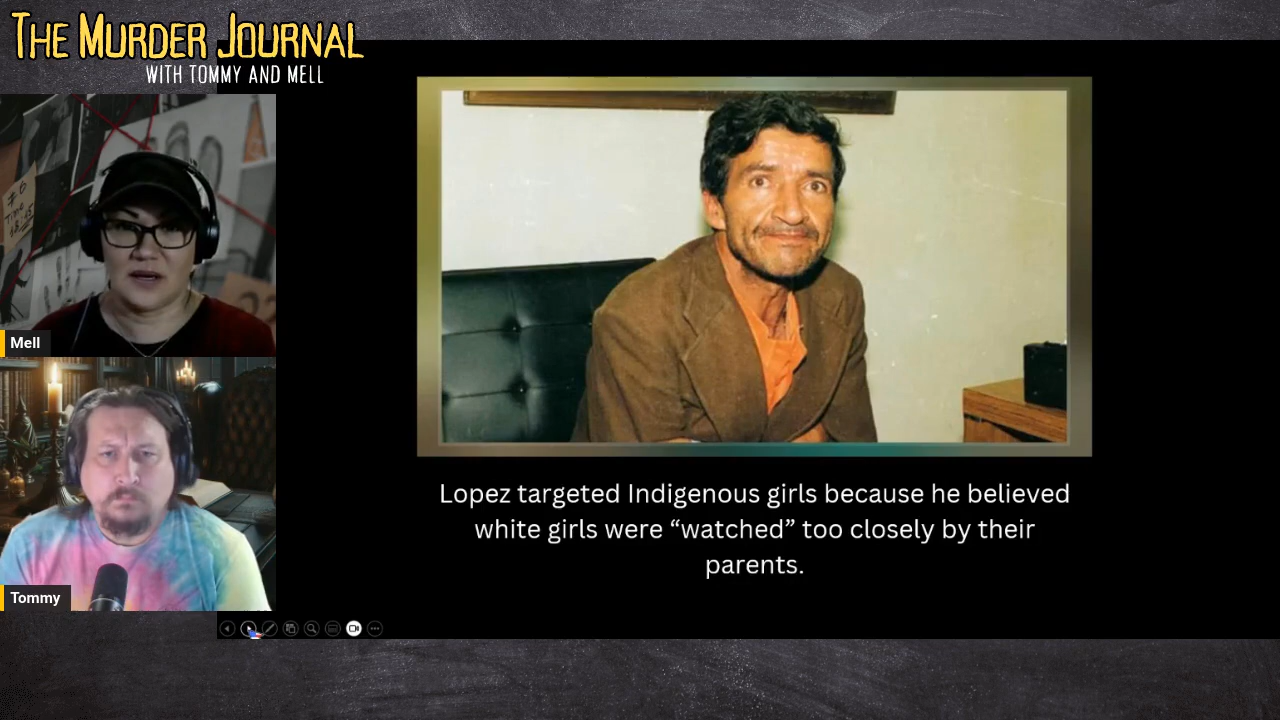 THE MURDER JOURNAL
WITH TOMMY AND MELL
Mell
Tommy
Lopez targeted Indigenous girls because he believed
white girls were “watched” too closely by their
parents.